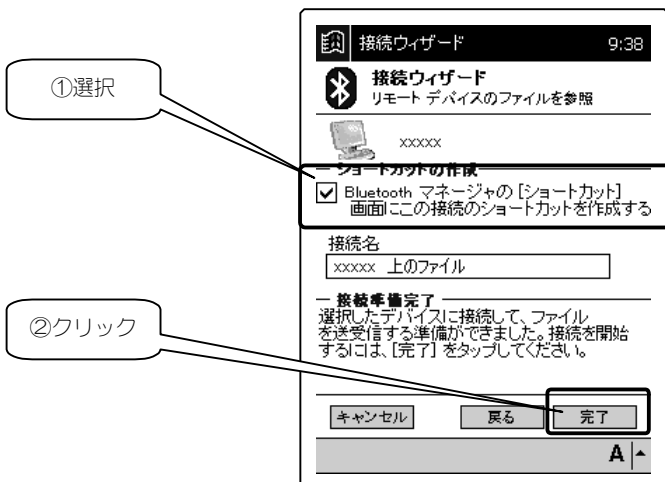 接続ウィザード 9:38
①選択
接続ウィザード
リモート デバイスのファイルを参照
xxxxx
ショートカットの作成
Bluetooth マネージャの [ショートカット]
画面にこの接続のショートカットを作成する
接続名
xxxxx 上のファイル
②クリック
接続準備完了
選択したデバイスに接続して、ファイル
を送受信する準備ができました。接続を開始
するには、[完了] をタップしてください。
キャンセル 戻る 完了
A